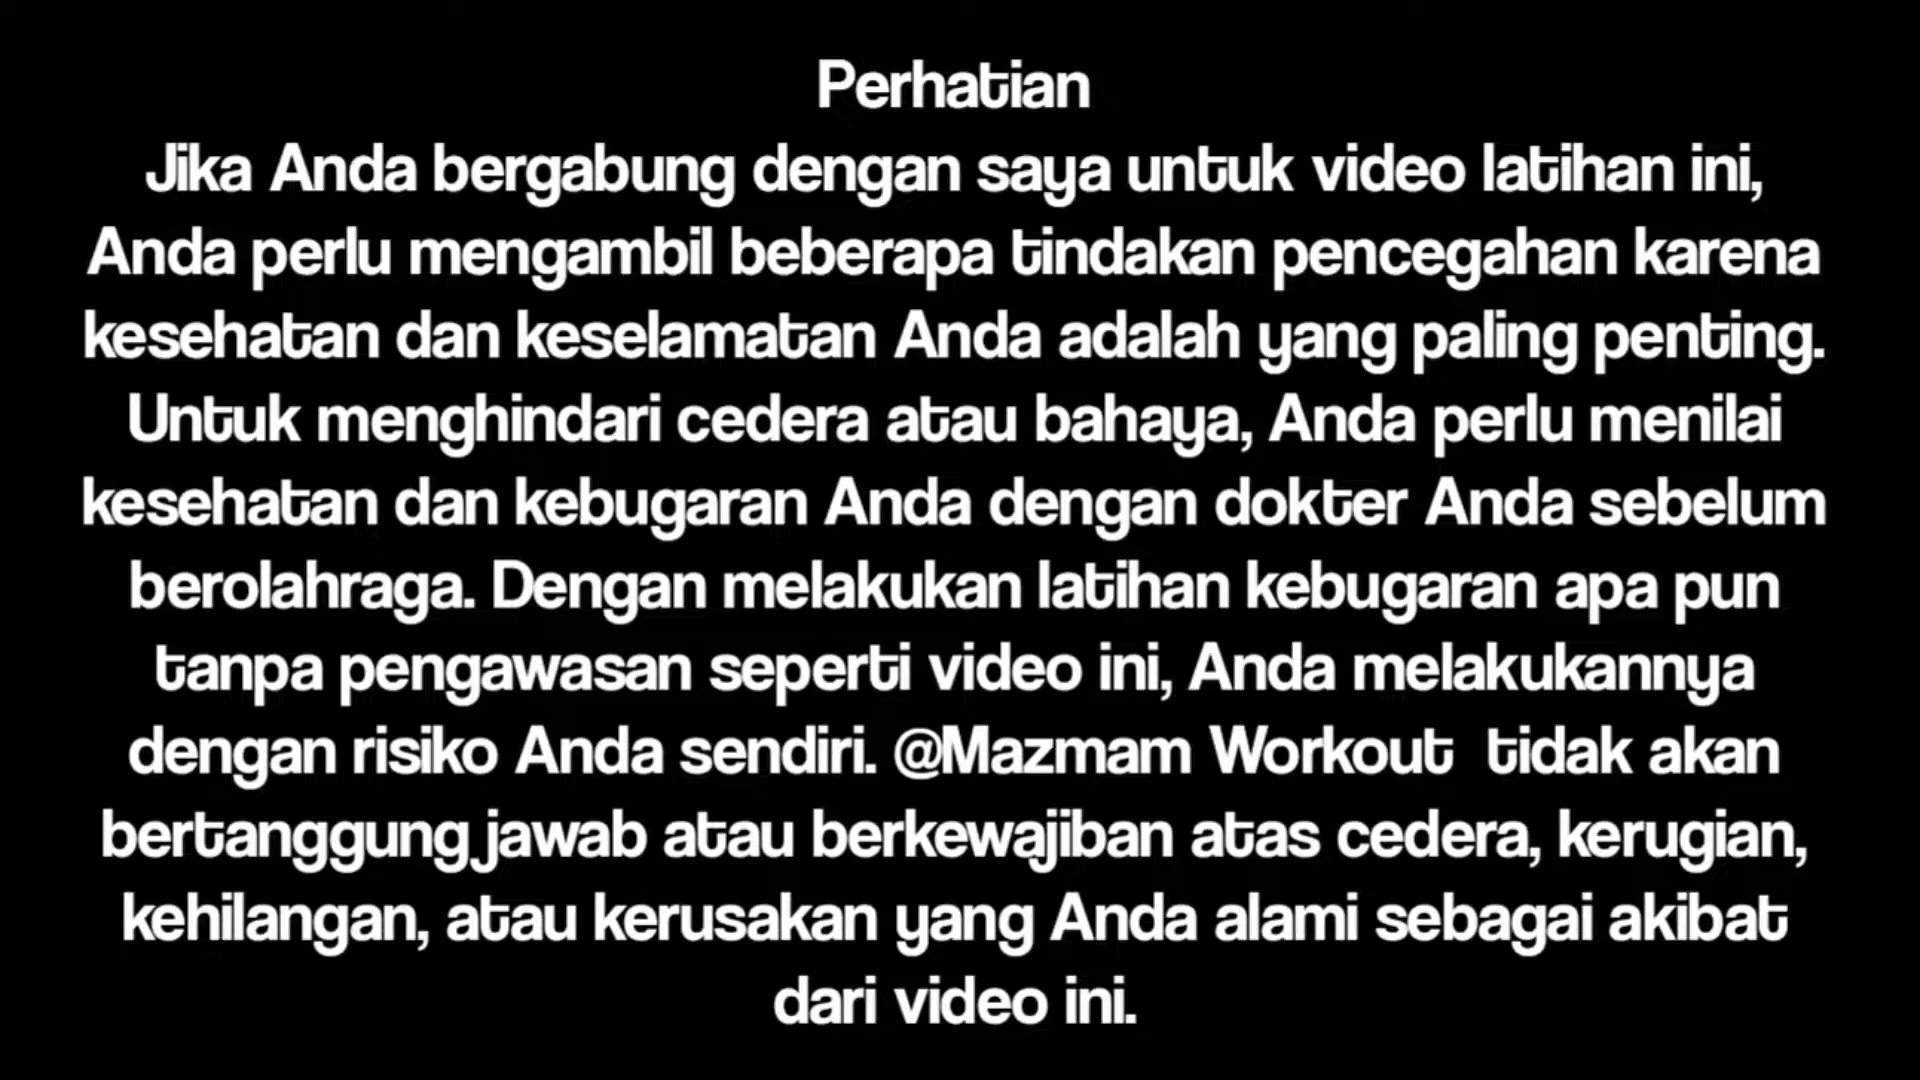 Perhatian
Jika Anda bergabung dengan saya untuk video latihan ini,
Anda perlu mengambil beberapa tindakan pencegahan karena
kesehatan dan keselamatan Anda adalah yang paling penting.
Untuk menghindari cedera atau bahaya, Anda perlu menilai
kesehatan dan kebugaran Anda dengan dokter Anda sebelum
berolahraga. Dengan melakukan latihan kebugaran apa pun
tanpa pengawasan seperti video ini, Anda melakukannya
dengan risiko Anda sendiri. @Mazmam Workout  tidak akan
bertanggung jawab atau berkewajiban atas cedera, kerugian,
kehilangan, atau kerusakan yang Anda alami sebagai akibat
dari video ini.